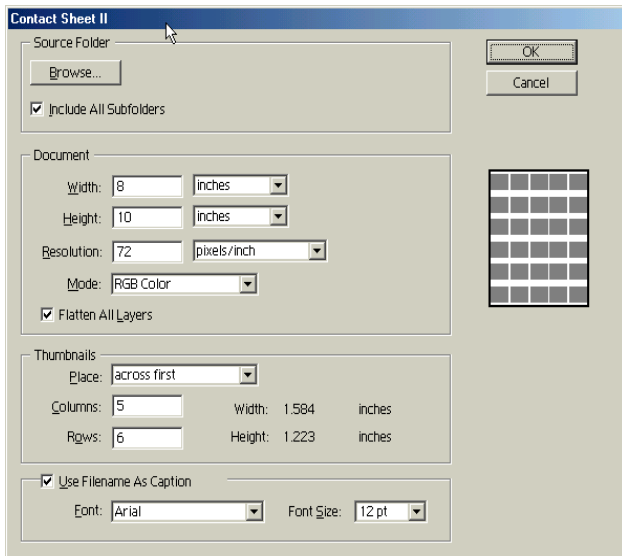 Contact Sheet II
Source Folder
Browse...
Include All Subfolders
OK
Cancel
Document
Width: 8 inches
Height: 10 inches
Resolution: 72 pixels/inch
Mode: RGB Color
Flatten All Layers
Thumbnails
Place: across first
Columns: 5 Width: 1.584 inches
Rows: 6 Height: 1.223 inches
Use Filename As Caption
Font: Arial Font Size: 12 pt